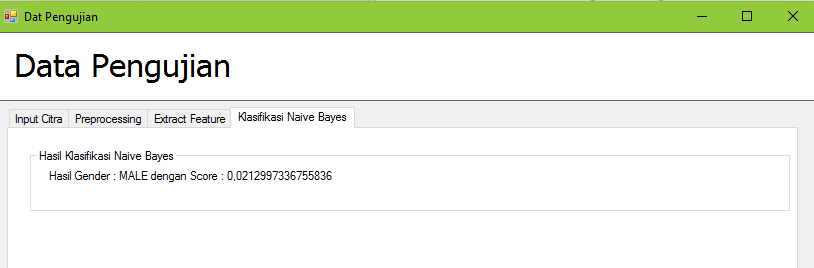 Dat Pengujian
Data Pengujian
Input Citra Preprocessing Extract Feature Klasifikasi Naive Bayes
Hasil Klasifikasi Naive Bayes
Hasil Gender : MALE dengan Score : 0,0212997336755836